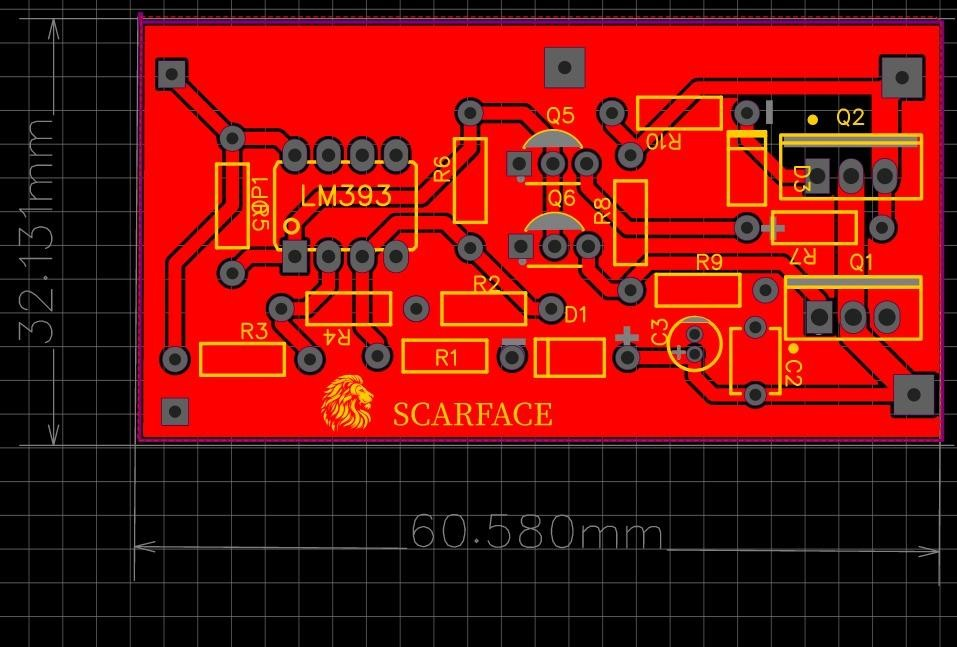 Q5
Q2
R10
R6
LM393
D3
Q6
R8
R7
R9
Q1
R2
D1
R3
R4
C3
R1
C2
SCARFACE
32.131mm
60.580mm